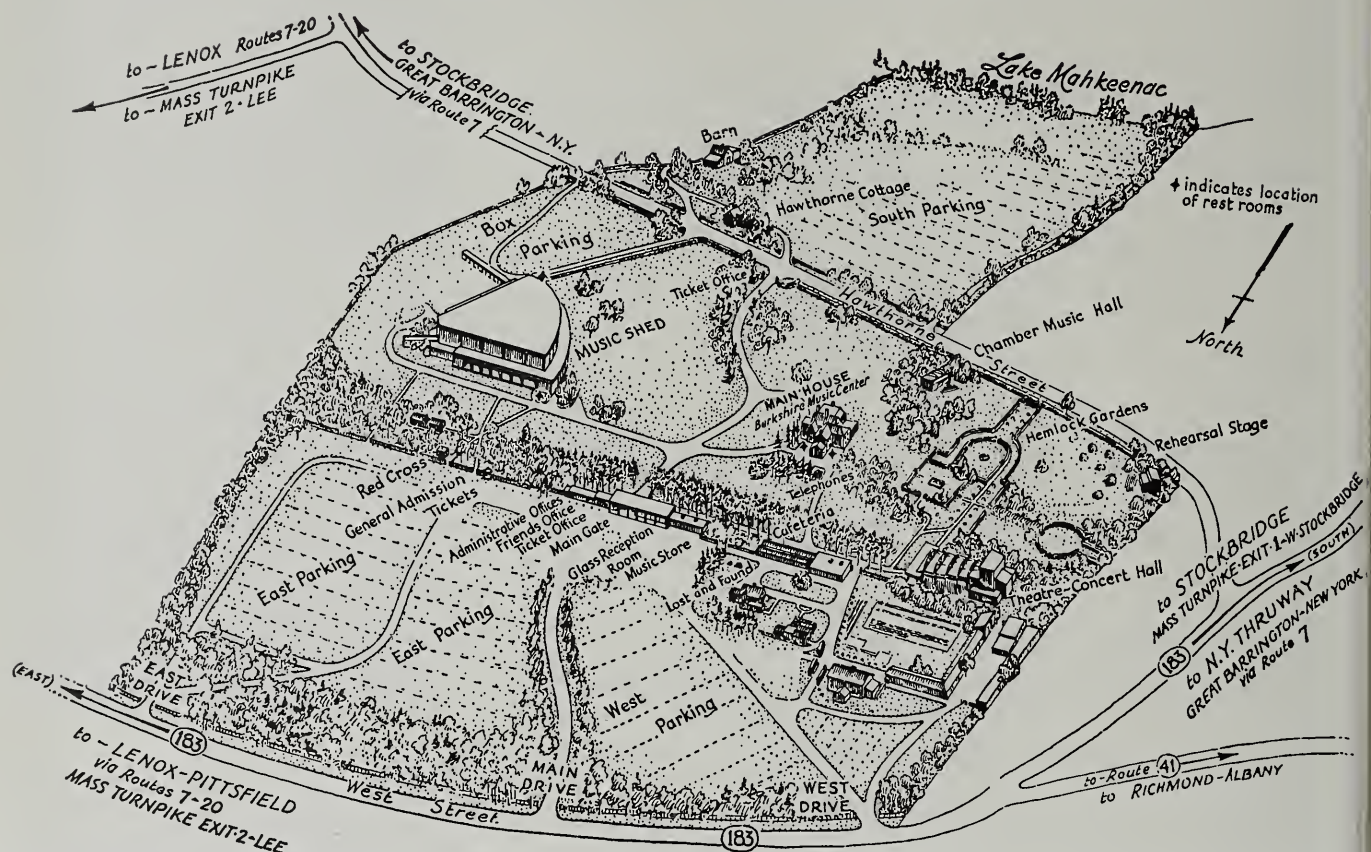 to ~ LENOX Routes 7-20
to ~ MASS TURNPIKE
EXIT 2 - LEE
to STOCKBRIDGE
GREAT BARRINGTON ~ N.Y.
via Route 7
Lake Mahkeenac
Barn
Hawthorne Cottage
South Parking
indicates location
of rest rooms
North
Box
Parking
Ticket Office
MUSIC SHED
Hawthorne
Street
Chamber Music Hall
MAIN HOUSE
Berkshire Music Center
Hemlock Gardens
Rehearsal Stage
Telephones
Red Cross
General Admission
Tickets
Administrative Offices
Friends Office
Ticket Office
Main Gate
Glass Reception
Room
Music Store
Cafeteria
Lost and Found
Theatre-Concert Hall
East Parking
East Parking
West
Parking
to STOCKBRIDGE
MASS TURNPIKE-EXIT-1-W-STOCKBRIDGE
(SOUTH)
183
to N.Y. THRUWAY
GREAT BARRINGTON-NEW YORK
via Route 7
(EAST)
EAST
DRIVE
183
to ~ LENOX-PITTSFIELD
via Routes 7-20
MASS TURNPIKE EXIT-2-LEE
West Street
MAIN
DRIVE
WEST
DRIVE
183
to Route 41
to RICHMOND-ALBANY